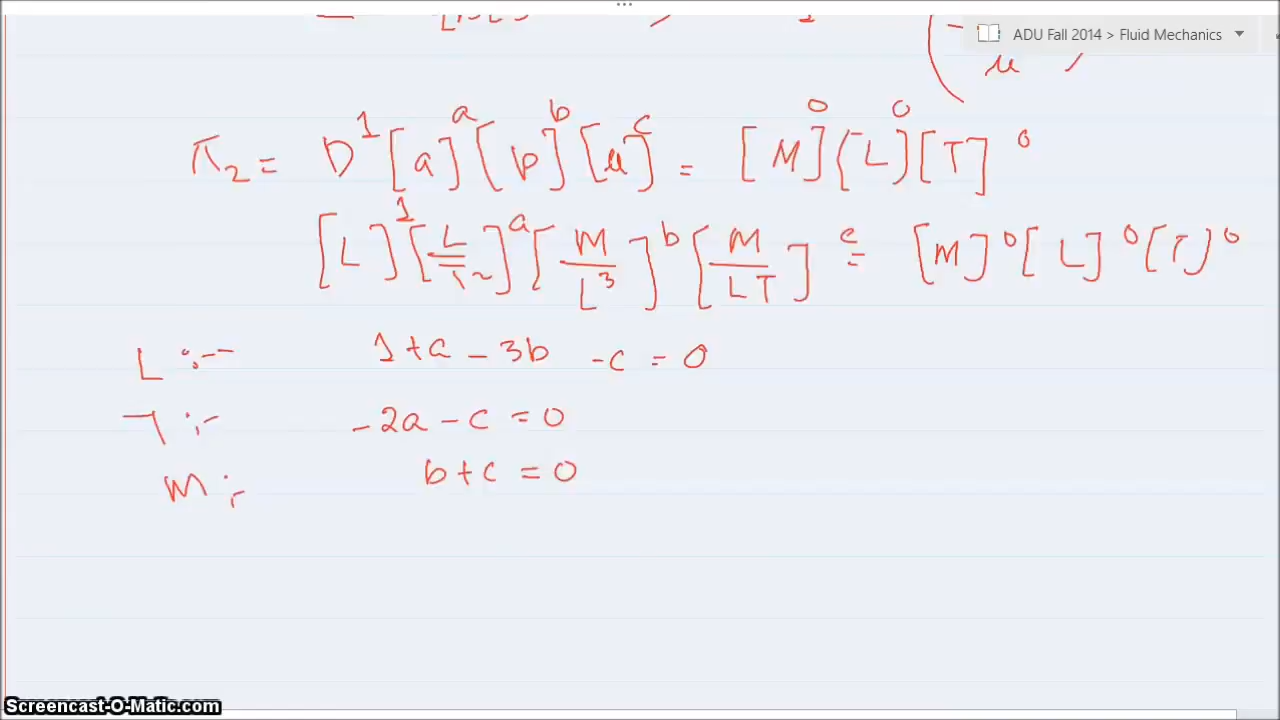 ADU Fall 2014 > Fluid Mechanics
μ
π₂ = D¹ [a]ᵃ [ρ]ᵇ [μ]ᶜ = [M]⁰ [L]⁰ [T]⁰
[L]¹ [L/T²]ᵃ [M/L³]ᵇ [M/LT]ᶜ = [M]⁰ [L]⁰ [T]⁰
L :- 1 + a - 3b - c = 0
T :- -2a - c = 0
M :- b + c = 0
Screencast-O-Matic.com